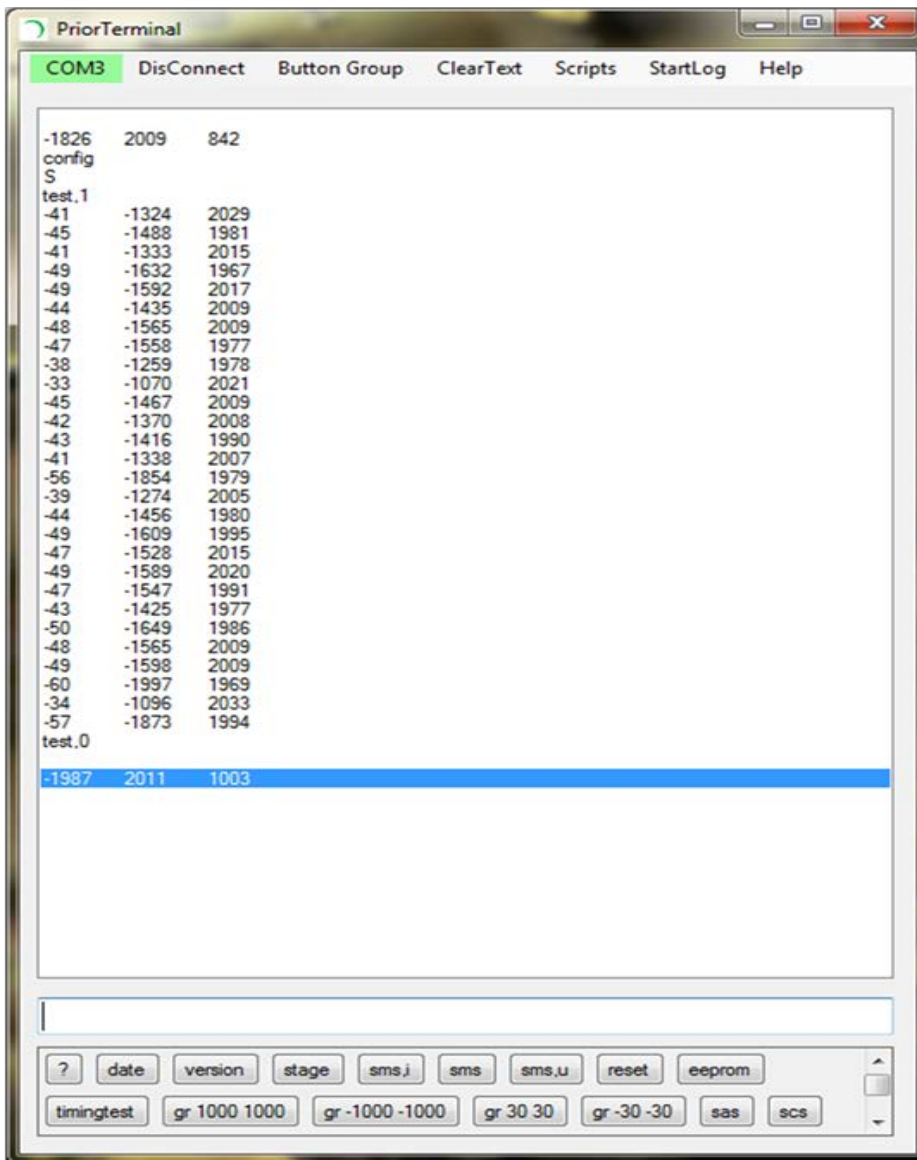 PriorTerminal
COM3 DisConnect Button Group ClearText Scripts StartLog Help
-1826 2009 842
config
S
test,1
-41 -1324 2029
-45 -1488 1981
-41 -1333 2015
-49 -1632 1967
-49 -1592 2017
-44 -1435 2009
-48 -1565 2009
-47 -1558 1977
-38 -1259 1978
-33 -1070 2021
-45 -1467 2009
-42 -1370 2008
-43 -1416 1990
-41 -1338 2007
-56 -1854 1979
-39 -1274 2005
-44 -1456 1980
-49 -1609 1995
-47 -1528 2015
-49 -1589 2020
-47 -1547 1991
-43 -1425 1977
-50 -1649 1986
-48 -1565 2009
-49 -1598 2009
-60 -1997 1969
-34 -1096 2033
-57 -1873 1994
test,0
-1987 2011 1003
? date version stage sms,i sms sms,u reset eeprom
timingtest gr 1000 1000 gr -1000 -1000 gr 30 30 gr -30 -30 sas scs